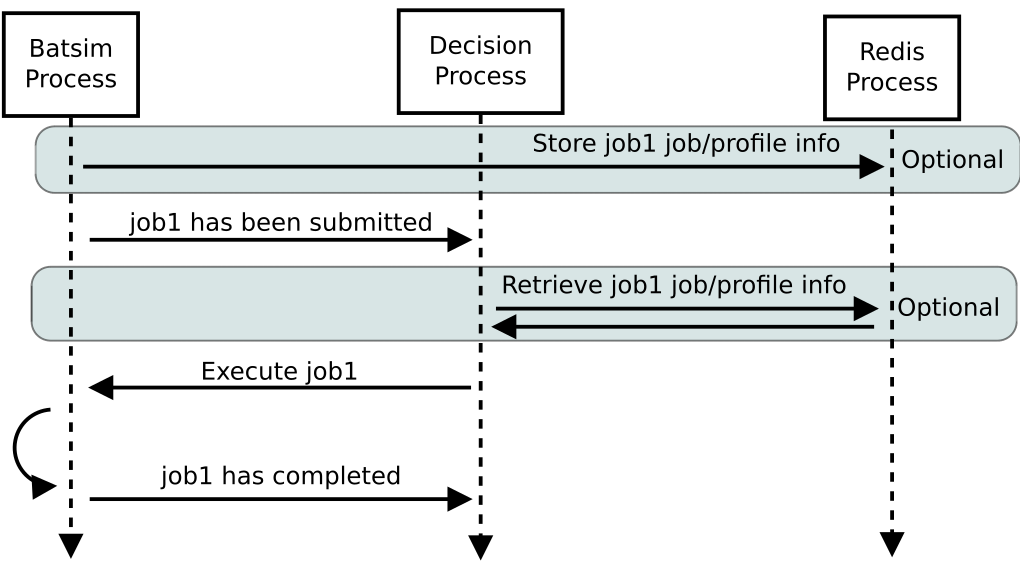 Batsim
Process
Decision
Process
Redis
Process
Store job1 job/profile info
Optional
job1 has been submitted
Retrieve job1 job/profile info
Optional
Execute job1
job1 has completed